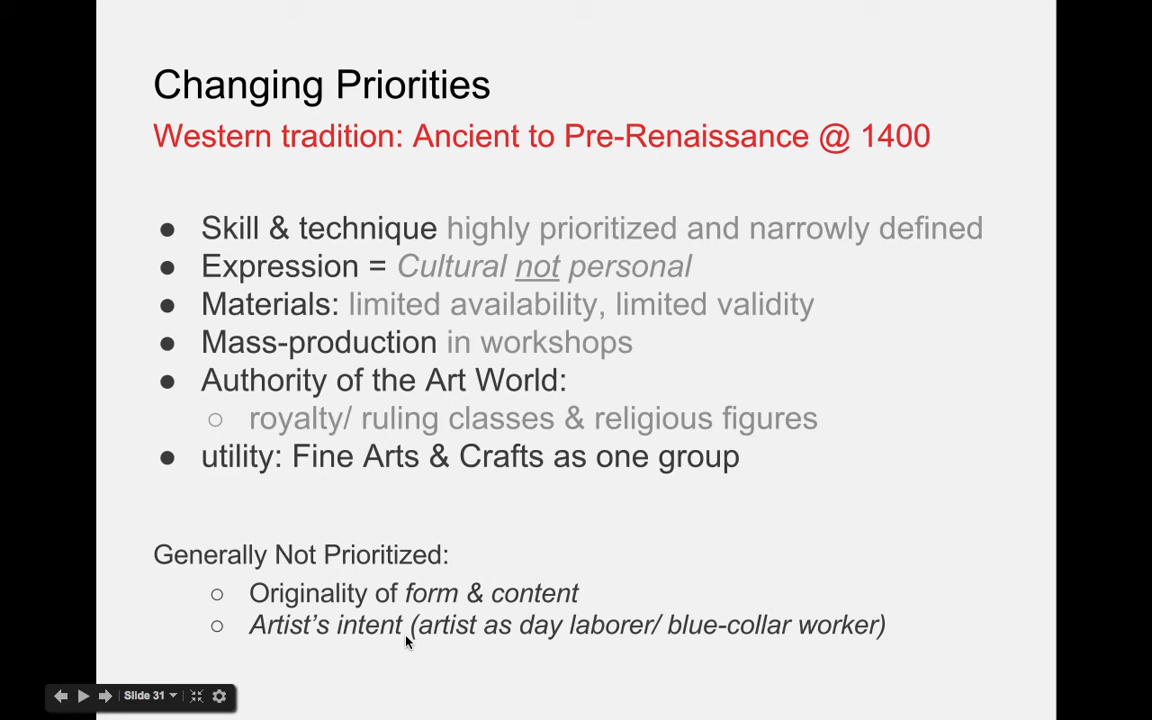 Changing Priorities
Western tradition: Ancient to Pre-Renaissance @ 1400
● Skill & technique highly prioritized and narrowly defined
● Expression = Cultural not personal
● Materials: limited availability, limited validity
● Mass-production in workshops
● Authority of the Art World:
○ royalty/ ruling classes & religious figures
● utility: Fine Arts & Crafts as one group
Generally Not Prioritized:
○ Originality of form & content
○ Artist’s intent (artist as day laborer/ blue-collar worker)
Slide 31